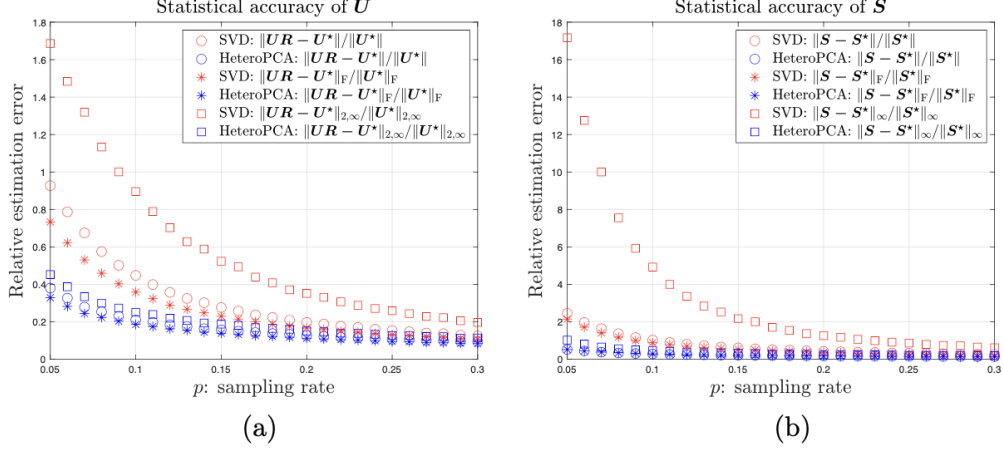 Statistical accuracy of U
SVD: ‖UR − U⋆‖/‖U⋆‖
HeteroPCA: ‖UR − U⋆‖/‖U⋆‖
SVD: ‖UR − U⋆‖F/‖U⋆‖F
HeteroPCA: ‖UR − U⋆‖F/‖U⋆‖F
SVD: ‖UR − U⋆‖2,∞/‖U⋆‖2,∞
HeteroPCA: ‖UR − U⋆‖2,∞/‖U⋆‖2,∞
Relative estimation error
1.8
1.6
1.4
1.2
1
0.8
0.6
0.4
0.2
0
0.05 0.1 0.15 0.2 0.25 0.3
p: sampling rate
(a)
Statistical accuracy of S
SVD: ‖S − S⋆‖/‖S⋆‖
HeteroPCA: ‖S − S⋆‖/‖S⋆‖
SVD: ‖S − S⋆‖F/‖S⋆‖F
HeteroPCA: ‖S − S⋆‖F/‖S⋆‖F
SVD: ‖S − S⋆‖∞/‖S⋆‖∞
HeteroPCA: ‖S − S⋆‖∞/‖S⋆‖∞
Relative estimation error
18
16
14
12
10
8
6
4
2
0
0.05 0.1 0.15 0.2 0.25 0.3
p: sampling rate
(b)